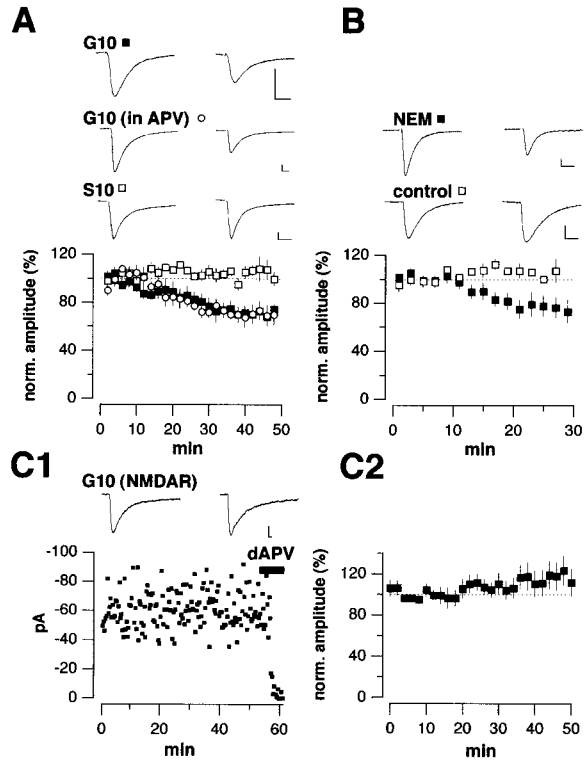 A
G10 ■
G10 (in APV) ○
S10 □
norm. amplitude (%)
120
80
40
0
0 10 20 30 40 50
min
B
NEM ■
control □
norm. amplitude (%)
120
80
40
0
0 10 20 30
min
C1
G10 (NMDAR)
dAPV
pA
-100
-80
-60
-40
-20
0
0 20 40 60
min
C2
norm. amplitude (%)
120
80
40
0
0 10 20 30 40 50
min